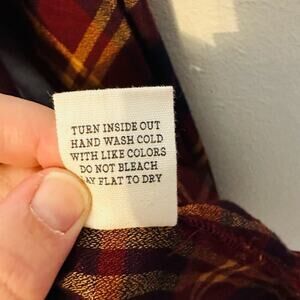 TURN INSIDE OUT
HAND WASH COLD
WITH LIKE COLORS
DO NOT BLEACH
FLAT TO DRY